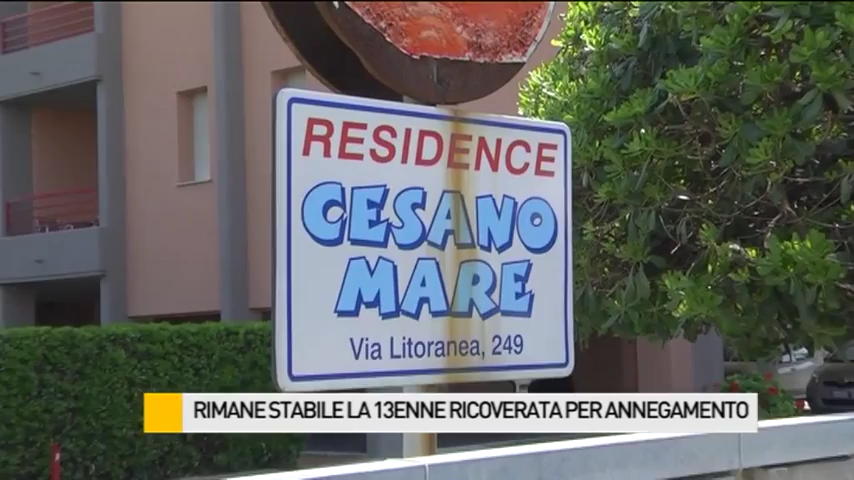 RESIDENCE
CESANO
MARE
Via Litoranea, 249
RIMANE STABILE LA 13ENNE RICOVERATA PER ANNEGAMENTO